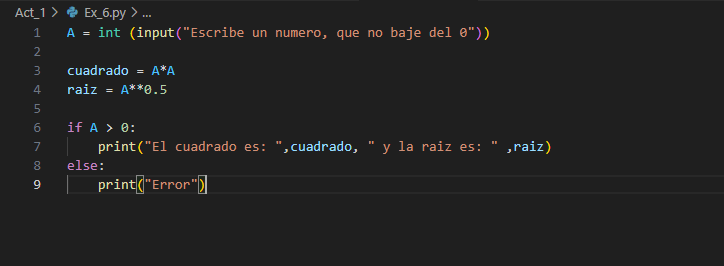 Act_1 > Ex_6.py > ...
1 A = int (input("Escribe un numero, que no baje del 0"))
2
3 cuadrado = A*A
4 raiz = A**0.5
5
6 if A > 0:
7     print("El cuadrado es: ",cuadrado, " y la raiz es: " ,raiz)
8 else:
9     print("Error")